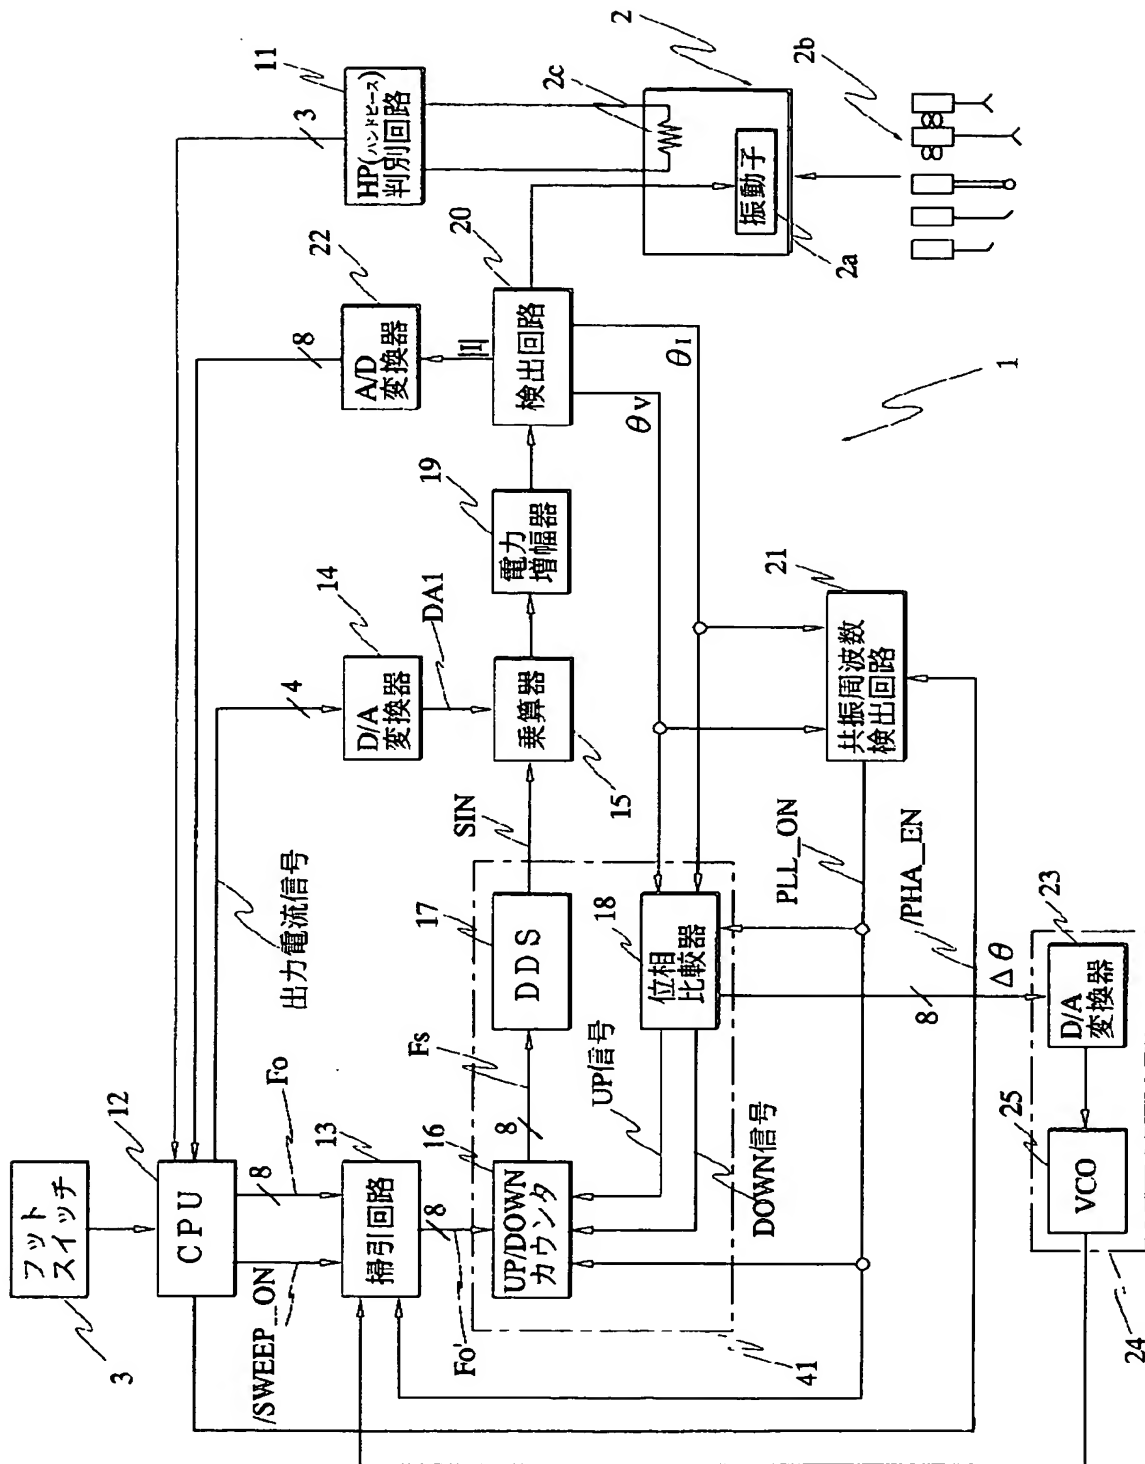 フット
スイッチ
3
CPU
12
/SWEEP_ON
8
Fo
出力電流信号
掃引回路
13
8
Fo'
UP/DOWN
カウンタ
16
8
Fs
DDS
17
SIN
UP信号
DOWN信号
位相
比較器
18
41
D/A
変換器
14
4
DA1
乗算器
15
電力
増幅器
19
検出回路
20
|I|
A/D
変換器
22
8
HP(ハンドピース)
判別回路
11
3
2
2c
振動子
2a
2b
θV
θI
1
共振周波数
検出回路
21
PLL_ON
/PHA_EN
8
Δθ
D/A
変換器
23
VCO
25
24